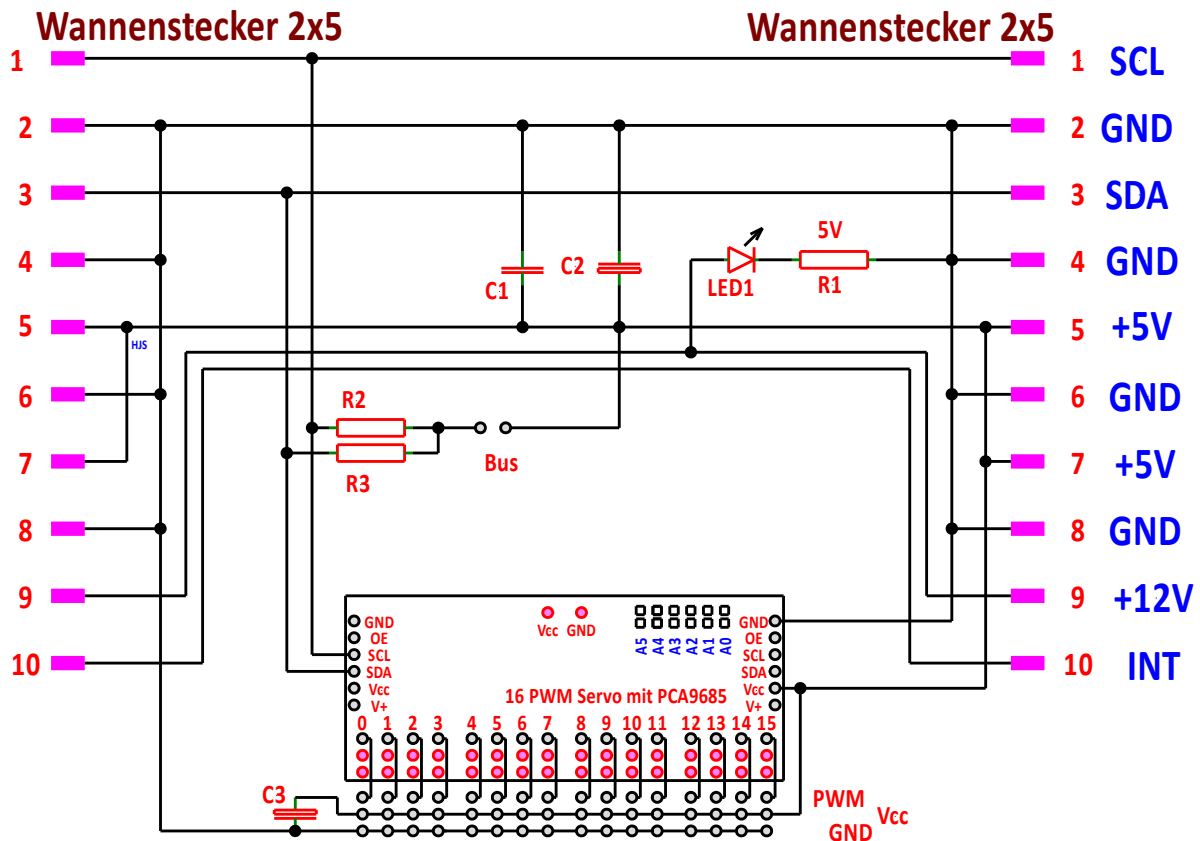 Wannenstecker 2x5 Wannenstecker 2x5
1 1 SCL
2 2 GND
3 3 SDA
5V
4 C2 4 GND
C1 LED1 R1
5 5 +5V
HJS
R2
6 6 GND
7 Bus 7 +5V
R3
8 8 GND
9 9 +12V
GND Vcc GND A5 A4 A3 A2 A1 A0 GND
OE OE
SCL SCL
10 10 INT
SDA SDA
Vcc 16 PWM Servo mit PCA9685 Vcc
V+ V+
0 1 2 3 4 5 6 7 8 9 10 11 12 13 14 15
C3 PWM
Vcc
GND